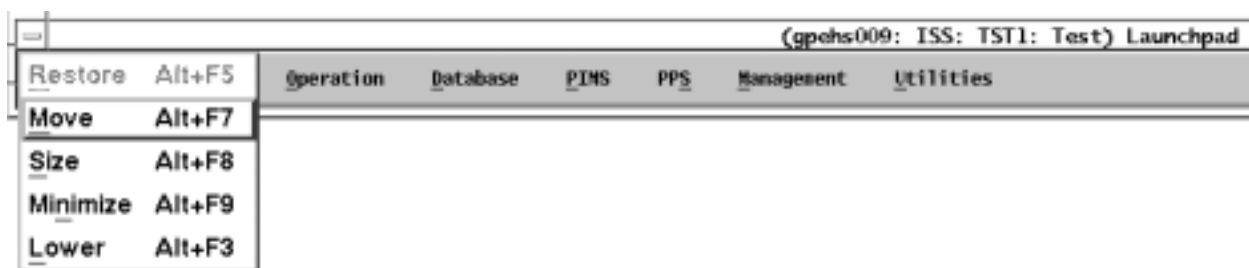 (gpehs009: ISS: TST1: Test) Launchpad
Restore Alt+F5
Operation Database PIMS PPS Management Utilities
Move Alt+F7
Size Alt+F8
Minimize Alt+F9
Lower Alt+F3